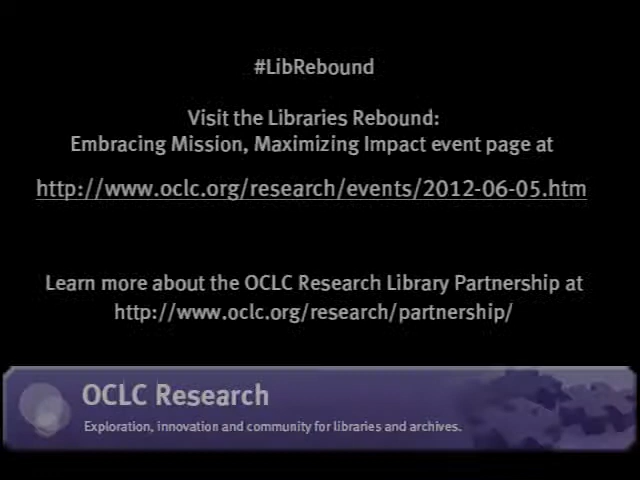 #LibRebound
Visit the Libraries Rebound:
Embracing Mission, Maximizing Impact event page at
http://www.oclc.org/research/events/2012-06-05.htm
Learn more about the OCLC Research Library Partnership at
http://www.oclc.org/research/partnership/
OCLC Research
Exploration, innovation and community for libraries and archives.